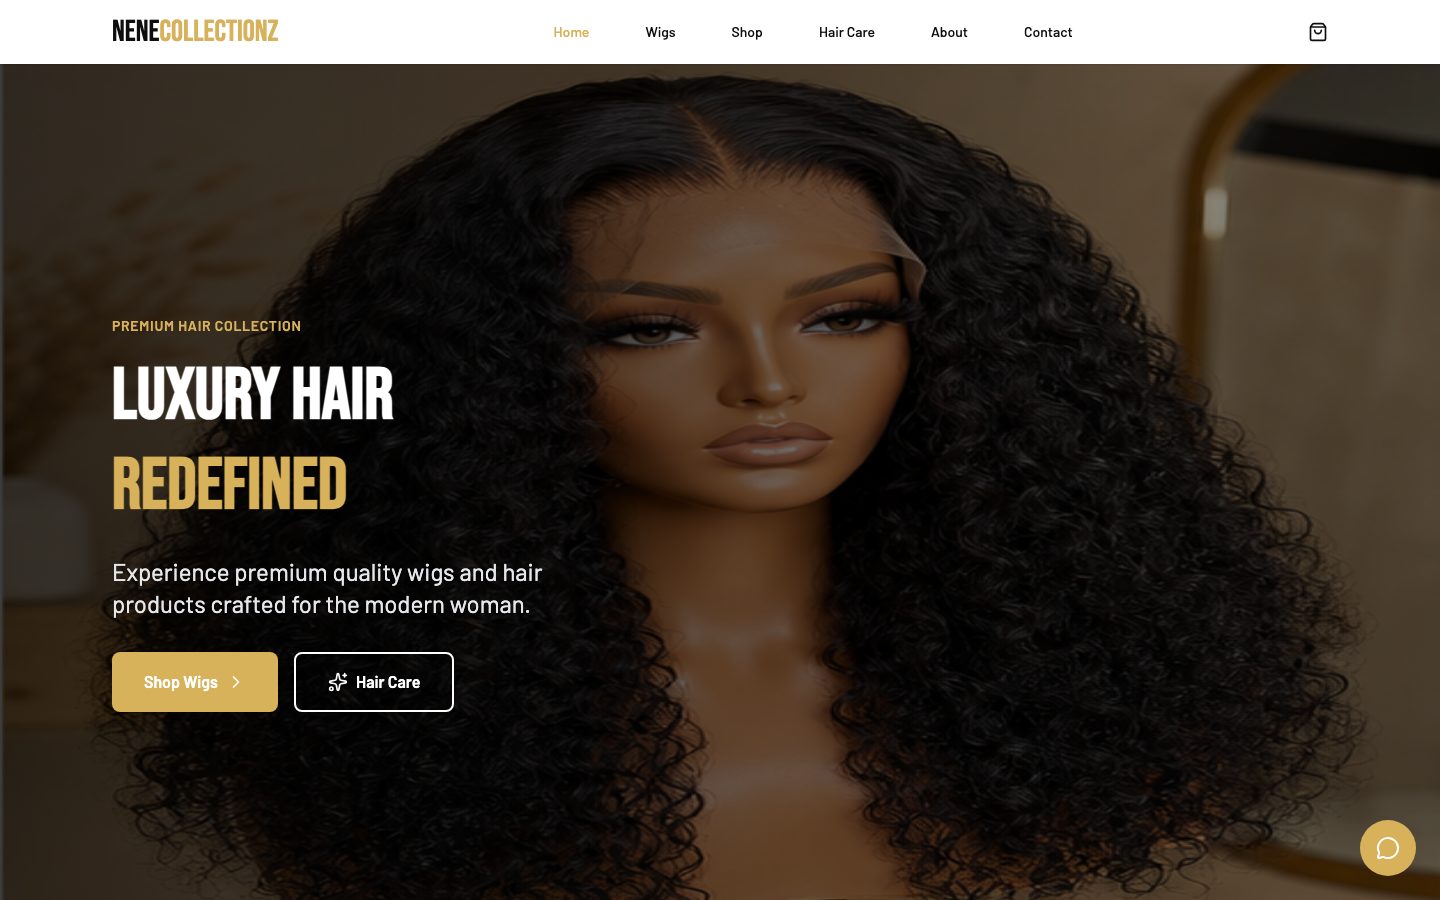 NENECOLLECTIONZ
Home
Wigs
Shop
Hair Care
About
Contact
PREMIUM HAIR COLLECTION
LUXURY HAIR
REDEFINED
Experience premium quality wigs and hair
products crafted for the modern woman.
Shop Wigs
Hair Care